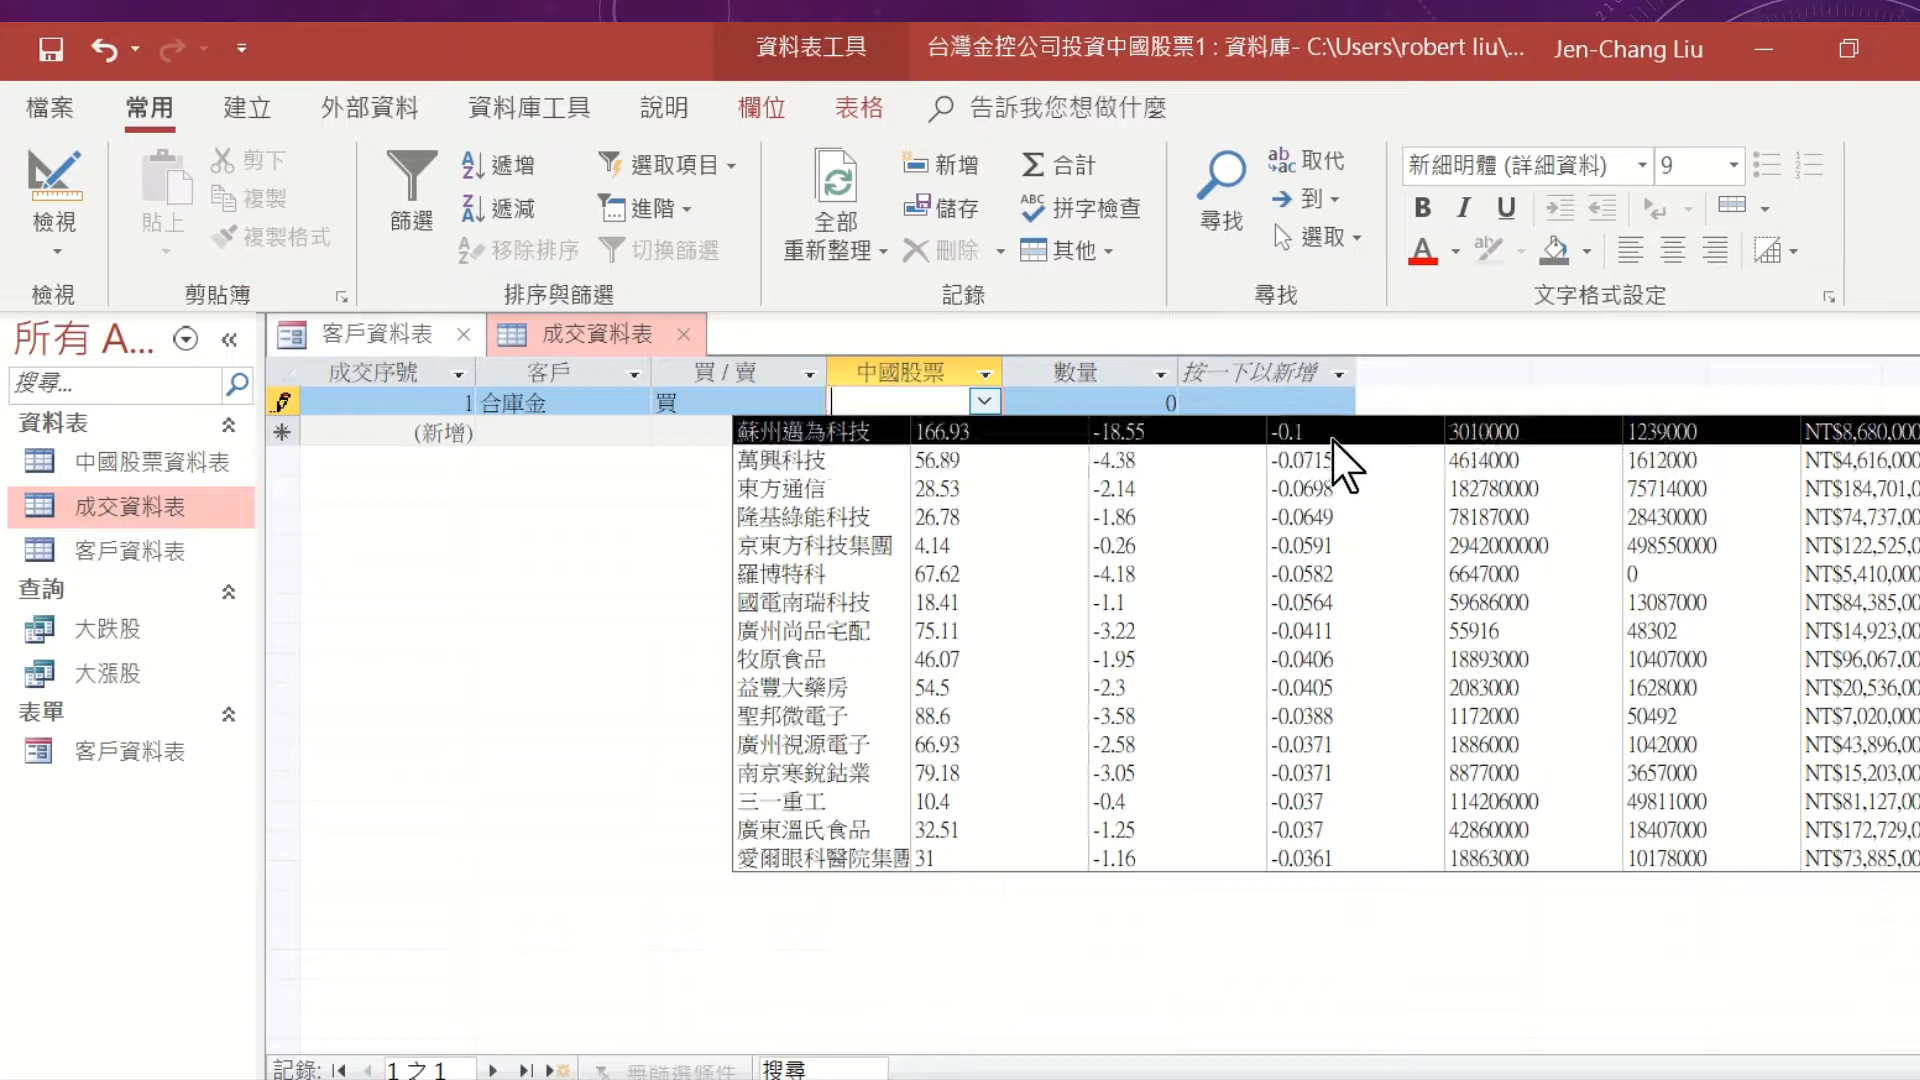 資料表工具
台灣金控公司投資中國股票1 : 資料庫- C:\Users\robert liu\...
Jen-Chang Liu
檔案 常用 建立 外部資料 資料庫工具 說明 欄位 表格 告訴我您想做什麼
檢視
貼上
剪下
複製
複製格式
篩選
遞增
遞減
移除排序
選取項目
進階
切換篩選
全部
重新整理
新增
儲存
刪除
合計
拼字檢查
其他
尋找
取代
到
選取
新細明體 (詳細資料) 9
B I U
A
檢視 剪貼簿 排序與篩選 記錄 尋找 文字格式設定
所有 A...
搜尋...
資料表
中國股票資料表
成交資料表
客戶資料表
查詢
大跌股
大漲股
表單
客戶資料表
客戶資料表 成交資料表
成交序號 客戶 買 / 賣 中國股票 數量 按一下以新增
1 合庫金 買 0
(新增)
蘇州邁為科技 166.93 -18.55 -0.1 3010000 1239000 NT$8,680,000
萬興科技 56.89 -4.38 -0.0715 4614000 1612000 NT$4,616,000
東方通信 28.53 -2.14 -0.0698 182780000 75714000 NT$184,701,0
隆基綠能科技 26.78 -1.86 -0.0649 78187000 28430000 NT$74,737,00
京東方科技集團 4.14 -0.26 -0.0591 2942000000 498550000 NT$122,525,0
羅博特科 67.62 -4.18 -0.0582 6647000 0 NT$5,410,000
國電南瑞科技 18.41 -1.1 -0.0564 59686000 13087000 NT$84,385,00
廣州尚品宅配 75.11 -3.22 -0.0411 55916 48302 NT$14,923,00
牧原食品 46.07 -1.95 -0.0406 18893000 10407000 NT$96,067,00
益豐大藥房 54.5 -2.3 -0.0405 2083000 1628000 NT$20,536,00
聖邦微電子 88.6 -3.58 -0.0388 1172000 50492 NT$7,020,000
廣州視源電子 66.93 -2.58 -0.0371 1886000 1042000 NT$43,896,00
南京寒銳鈷業 79.18 -3.05 -0.0371 8877000 3657000 NT$15,203,00
三一重工 10.4 -0.4 -0.037 114206000 49811000 NT$81,127,00
廣東溫氏食品 32.51 -1.25 -0.037 42860000 18407000 NT$172,729,0
愛爾眼科醫院集團 31 -1.16 -0.0361 18863000 10178000 NT$73,885,00
記錄: 1 之 1 無篩選條件 搜尋